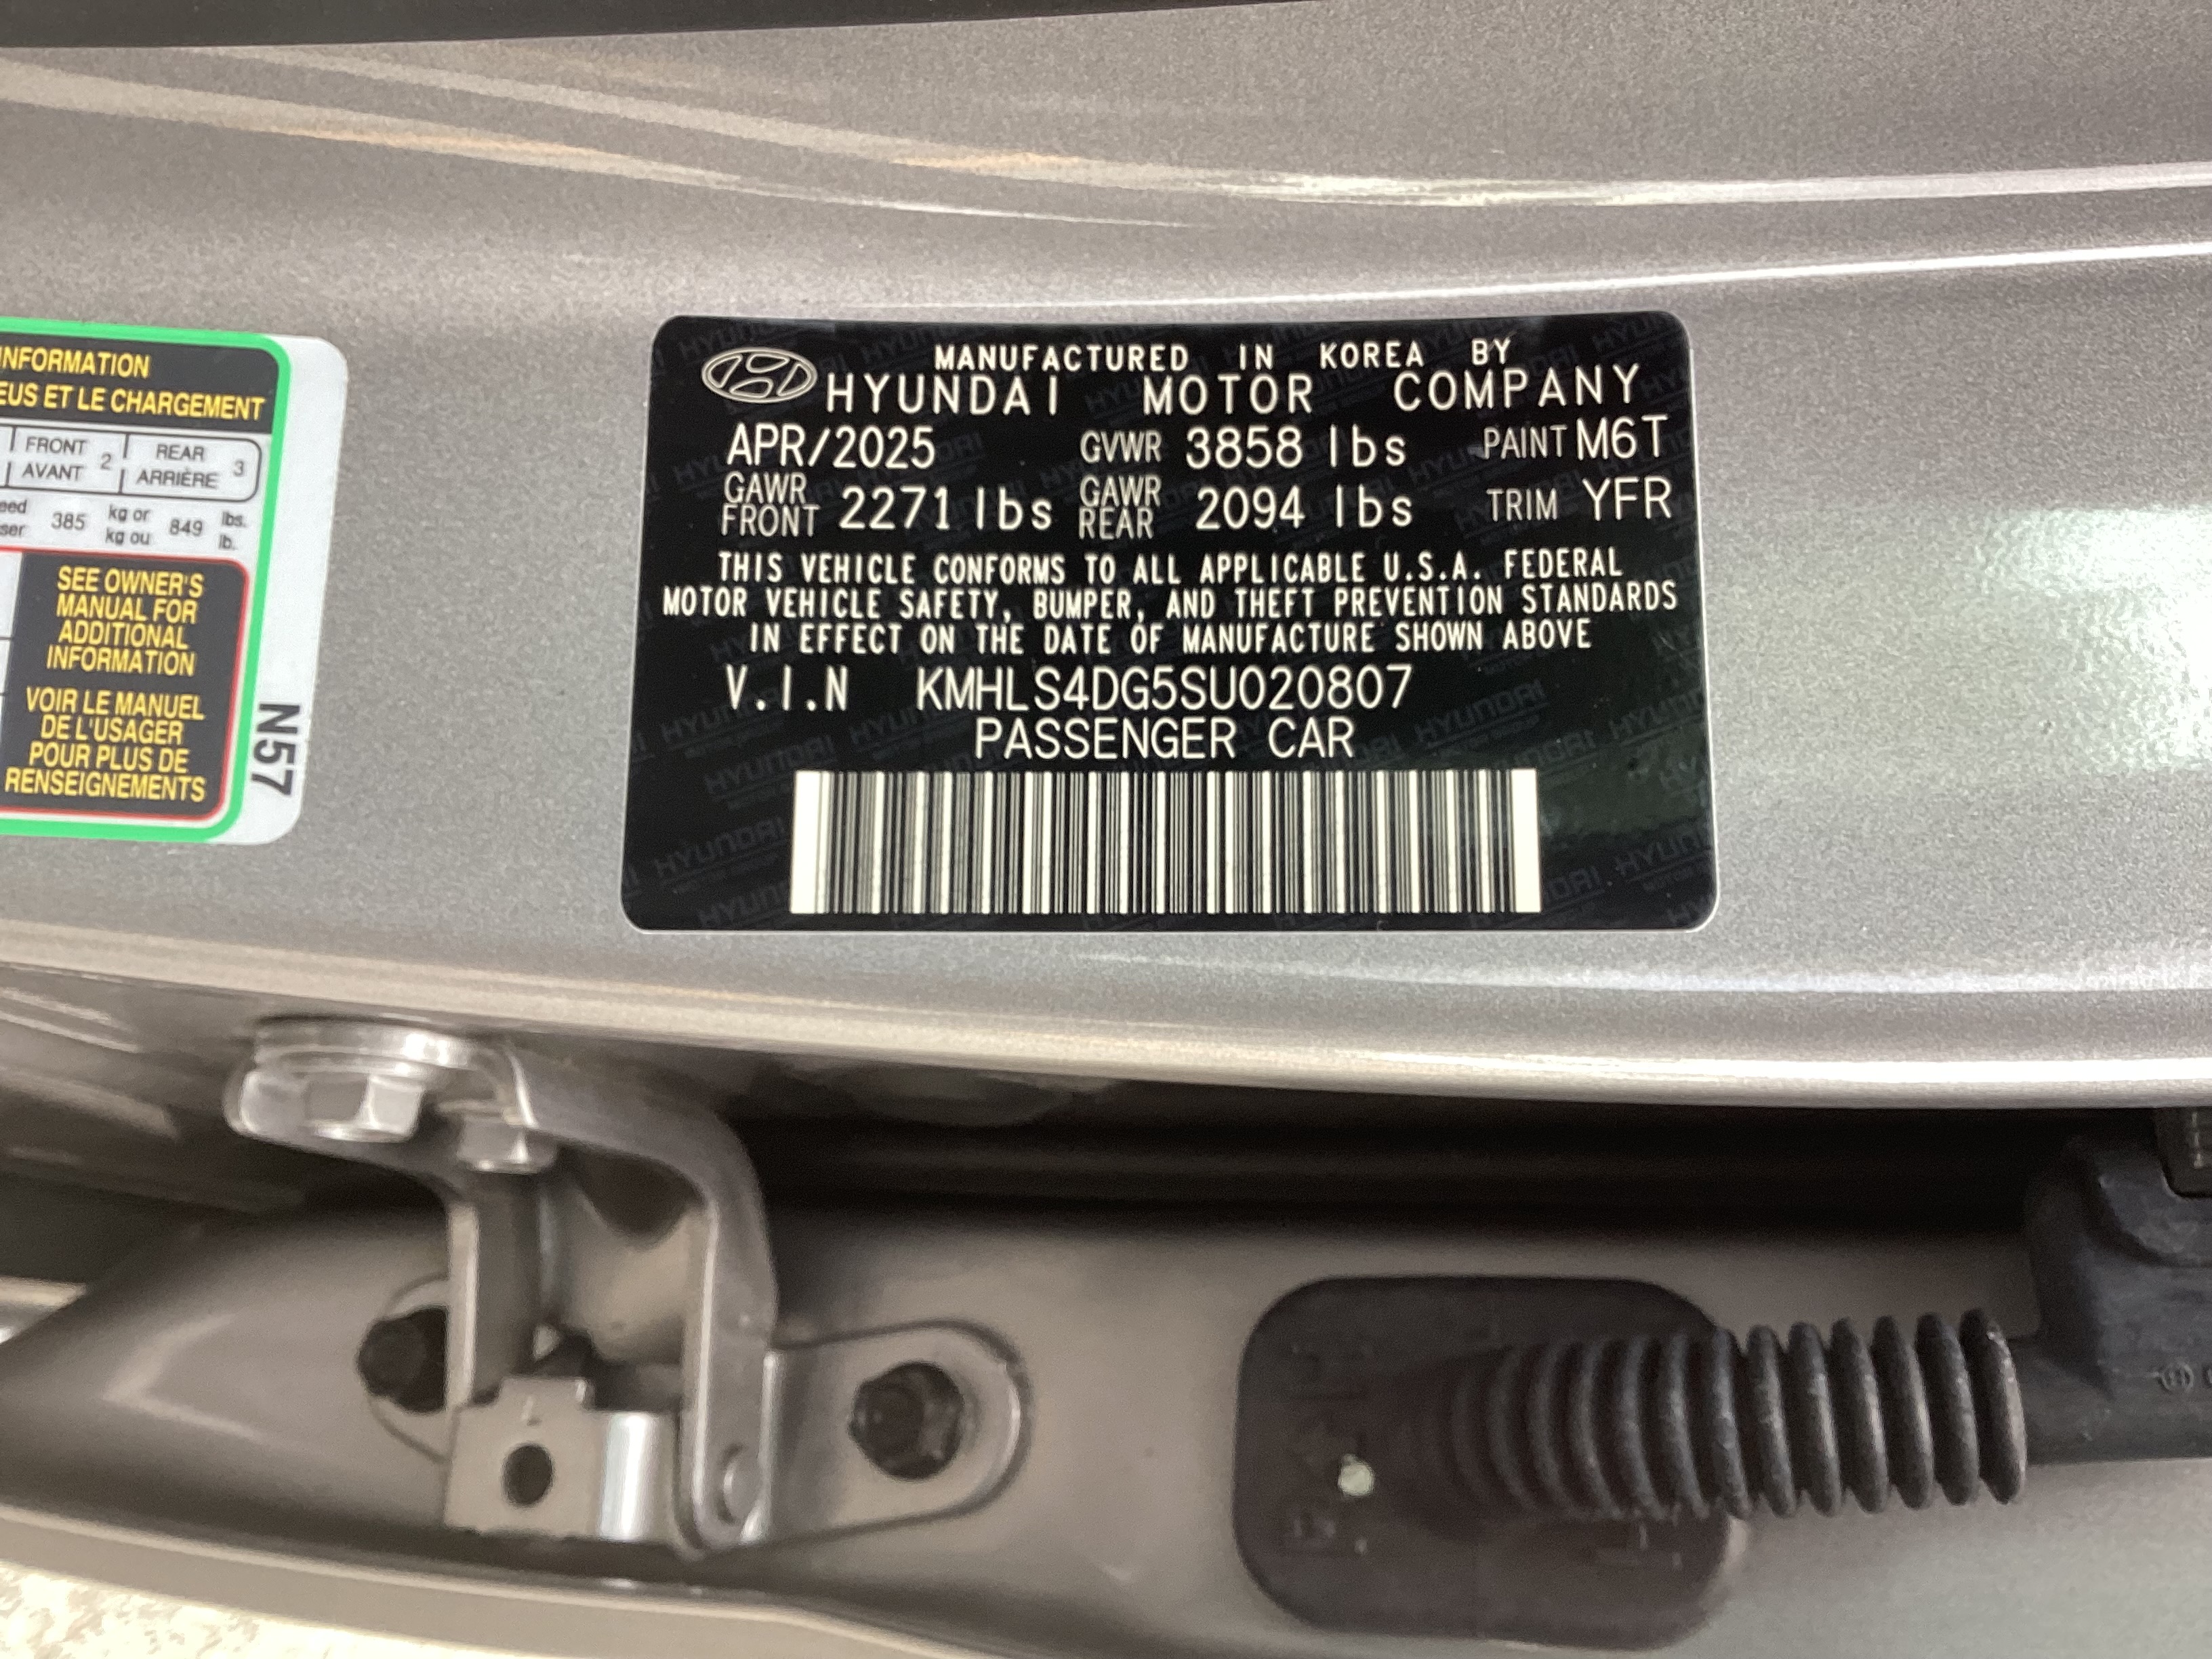 INFORMATION
EUS ET LE CHARGEMENT
FRONT
AVANT 2
REAR
ARRIÈRE 3
385 kg or
kg ou 849 lbs.
lb.
SEE OWNER'S
MANUAL FOR
ADDITIONAL
INFORMATION
VOIR LE MANUEL
DE L'USAGER
POUR PLUS DE
RENSEIGNEMENTS
N57
MANUFACTURED IN KOREA BY
HYUNDAI MOTOR COMPANY
APR/2025 GVWR 3858 lbs PAINT M6T
GAWR FRONT 2271 lbs GAWR REAR 2094 lbs TRIM YFR
THIS VEHICLE CONFORMS TO ALL APPLICABLE U.S.A. FEDERAL
MOTOR VEHICLE SAFETY, BUMPER, AND THEFT PREVENTION STANDARDS
IN EFFECT ON THE DATE OF MANUFACTURE SHOWN ABOVE
V.I.N KMHLS4DG5SU020807
PASSENGER CAR